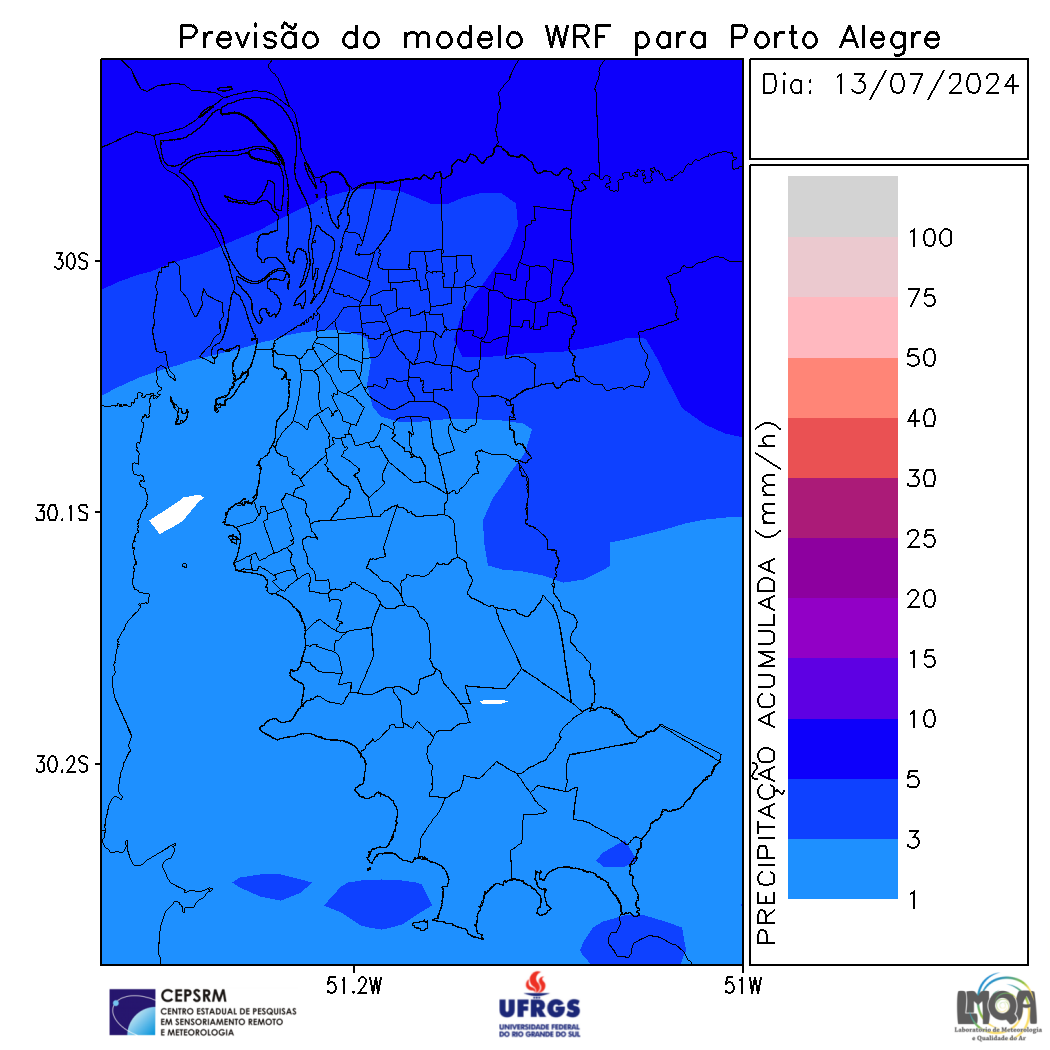 Previsão do modelo WRF para Porto Alegre
Dia: 13/07/2024
30S
30.1S
30.2S
51.2W
51W
PRECIPITAÇÃO ACUMULADA (mm/h)
100
75
50
40
30
25
20
15
10
5
3
1
CEPSRM
CENTRO ESTADUAL DE PESQUISAS
EM SENSORIAMENTO REMOTO
E METEOROLOGIA
UFRGS
UNIVERSIDADE FEDERAL
DO RIO GRANDE DO SUL
LMQA
Laboratório de Meteorologia
e Qualidade do Ar